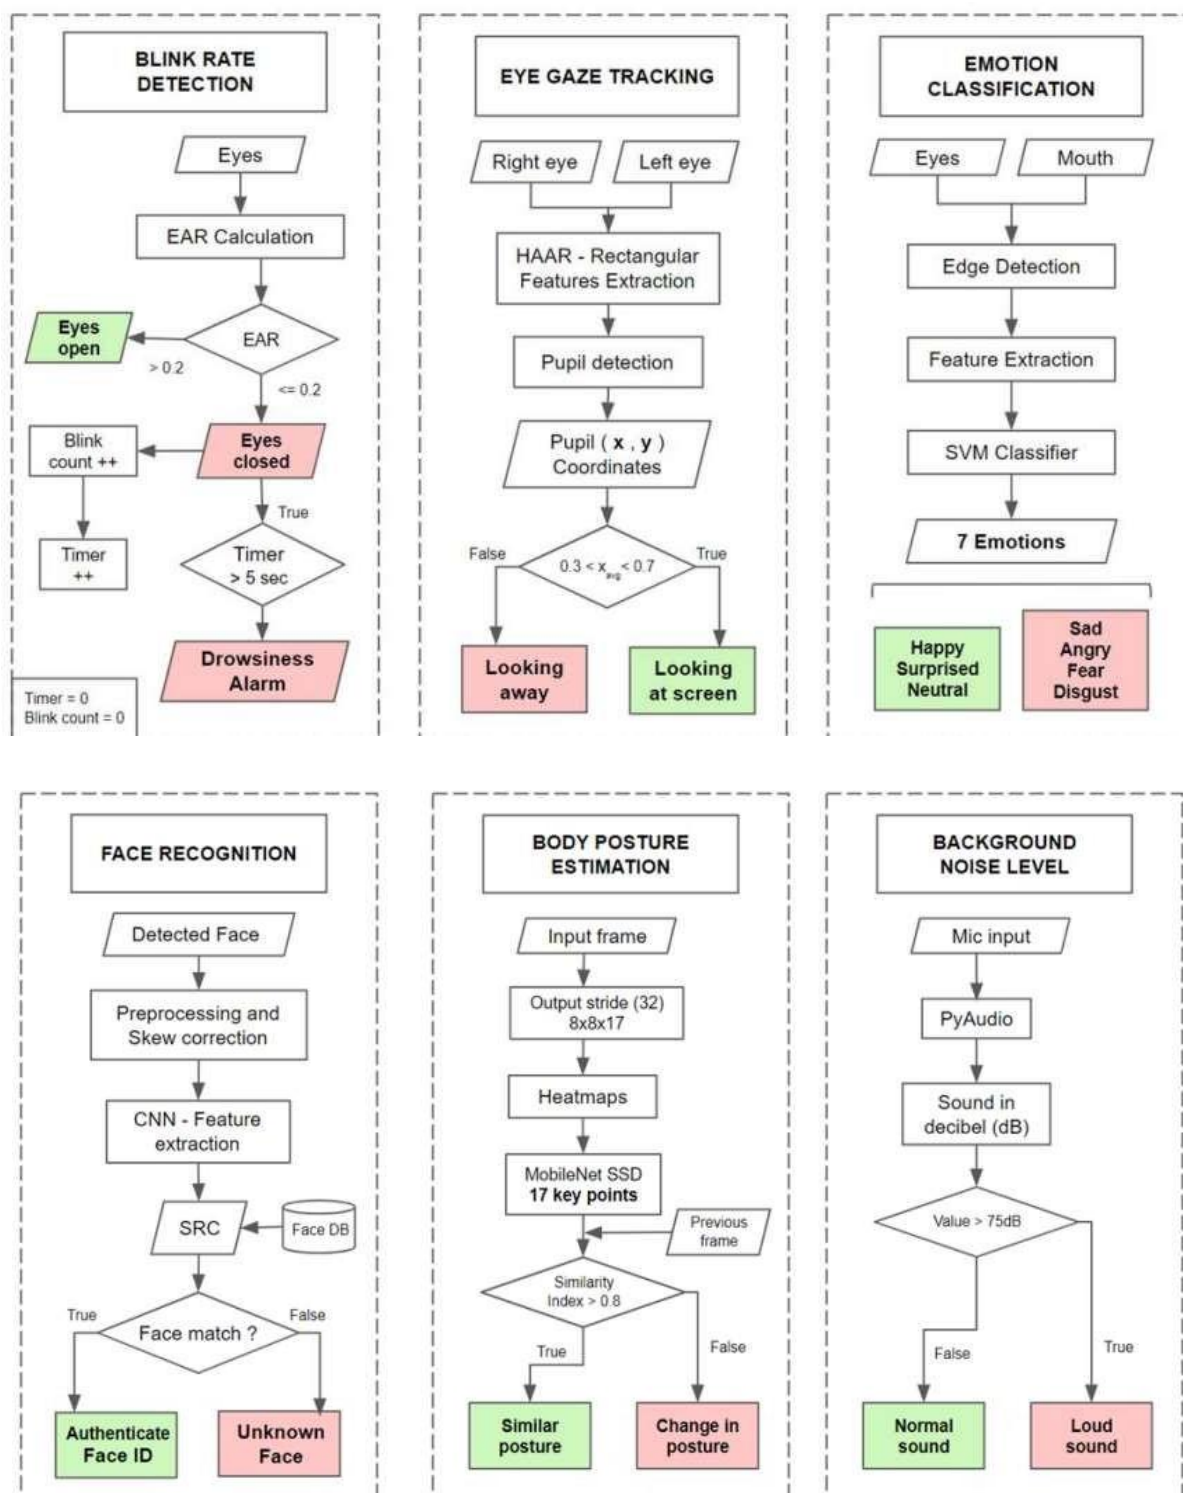 BLINK RATE
DETECTION
Eyes
EAR Calculation
EAR
Eyes
open
> 0.2
<= 0.2
Blink
count ++
Eyes
closed
True
Timer
++
Timer
> 5 sec
Drowsiness
Alarm
Timer = 0
Blink count = 0
EYE GAZE TRACKING
Right eye
Left eye
HAAR - Rectangular
Features Extraction
Pupil detection
Pupil ( x , y )
Coordinates
False
True
0.3 < x avg < 0.7
Looking
away
Looking
at screen
EMOTION
CLASSIFICATION
Eyes
Mouth
Edge Detection
Feature Extraction
SVM Classifier
7 Emotions
Happy
Surprised
Neutral
Sad
Angry
Fear
Disgust
FACE RECOGNITION
Detected Face
Preprocessing and
Skew correction
CNN - Feature
extraction
SRC
Face DB
True
False
Face match ?
Authenticate
Face ID
Unknown
Face
BODY POSTURE
ESTIMATION
Input frame
Output stride (32)
8x8x17
Heatmaps
MobileNet SSD
17 key points
Previous
frame
Similarity
Index > 0.8
True
False
Similar
posture
Change in
posture
BACKGROUND
NOISE LEVEL
Mic input
PyAudio
Sound in
decibel (dB)
Value > 75dB
False
True
Normal
sound
Loud
sound